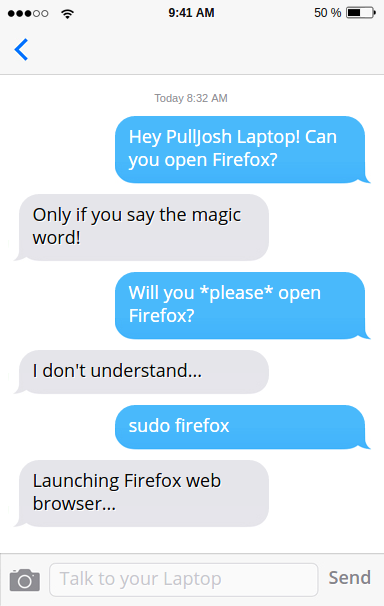 9:41 AM
50 %
Today 8:32 AM
Hey PullJosh Laptop! Can
you open Firefox?
Only if you say the magic
word!
Will you *please* open
Firefox?
I don't understand...
sudo firefox
Launching Firefox web
browser...
Talk to your Laptop
Send